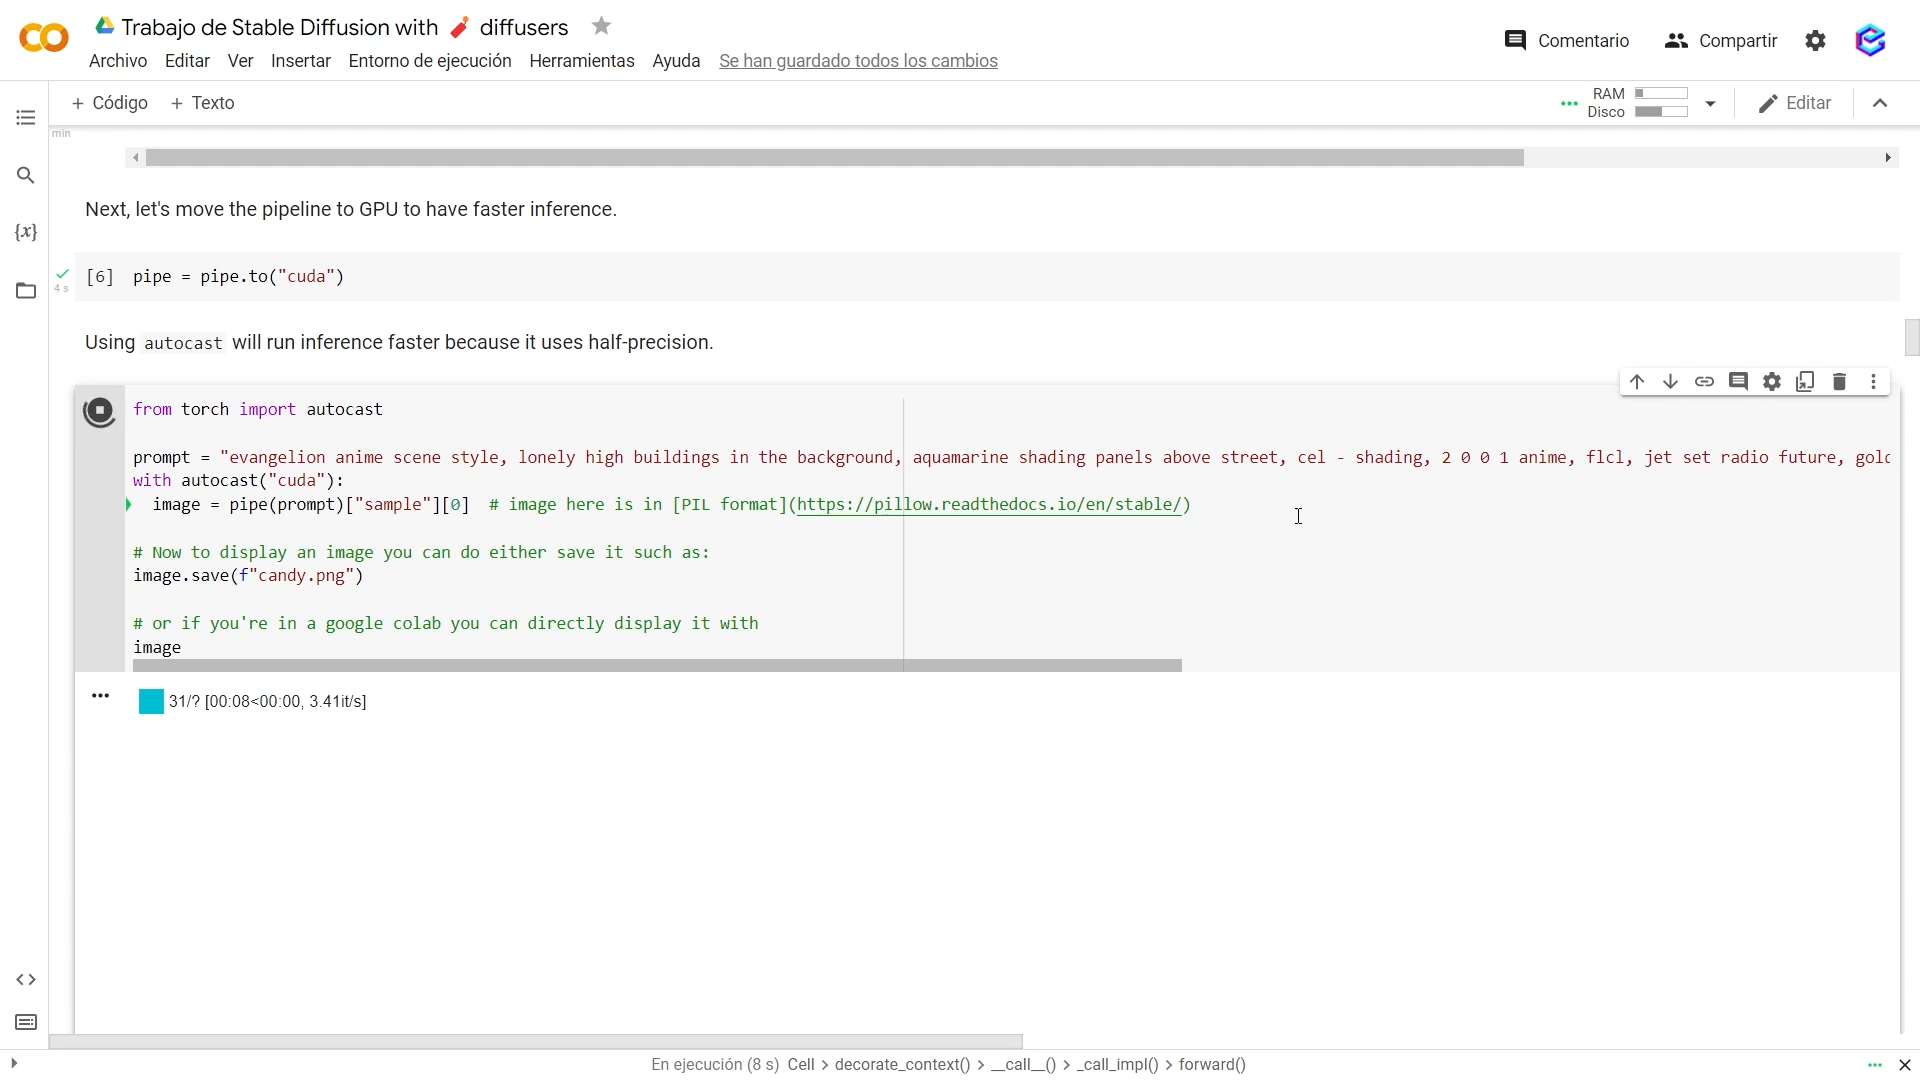 Trabajo de Stable Diffusion with diffusers
Archivo Editar Ver Insertar Entorno de ejecución Herramientas Ayuda Se han guardado todos los cambios
Comentario Compartir
+ Código + Texto
RAM
Disco
Editar
min
Next, let's move the pipeline to GPU to have faster inference.
[6] pipe = pipe.to("cuda")
4 s
Using autocast will run inference faster because it uses half-precision.
from torch import autocast
prompt = "evangelion anime scene style, lonely high buildings in the background, aquamarine shading panels above street, cel - shading, 2 0 0 1 anime, flcl, jet set radio future, gold
with autocast("cuda"):
image = pipe(prompt)["sample"][0] # image here is in [PIL format](https://pillow.readthedocs.io/en/stable/)
# Now to display an image you can do either save it such as:
image.save(f"candy.png")
# or if you're in a google colab you can directly display it with
image
31/? [00:08<00:00, 3.41it/s]
En ejecución (8 s) Cell > decorate_context() > __call__() > _call_impl() > forward()